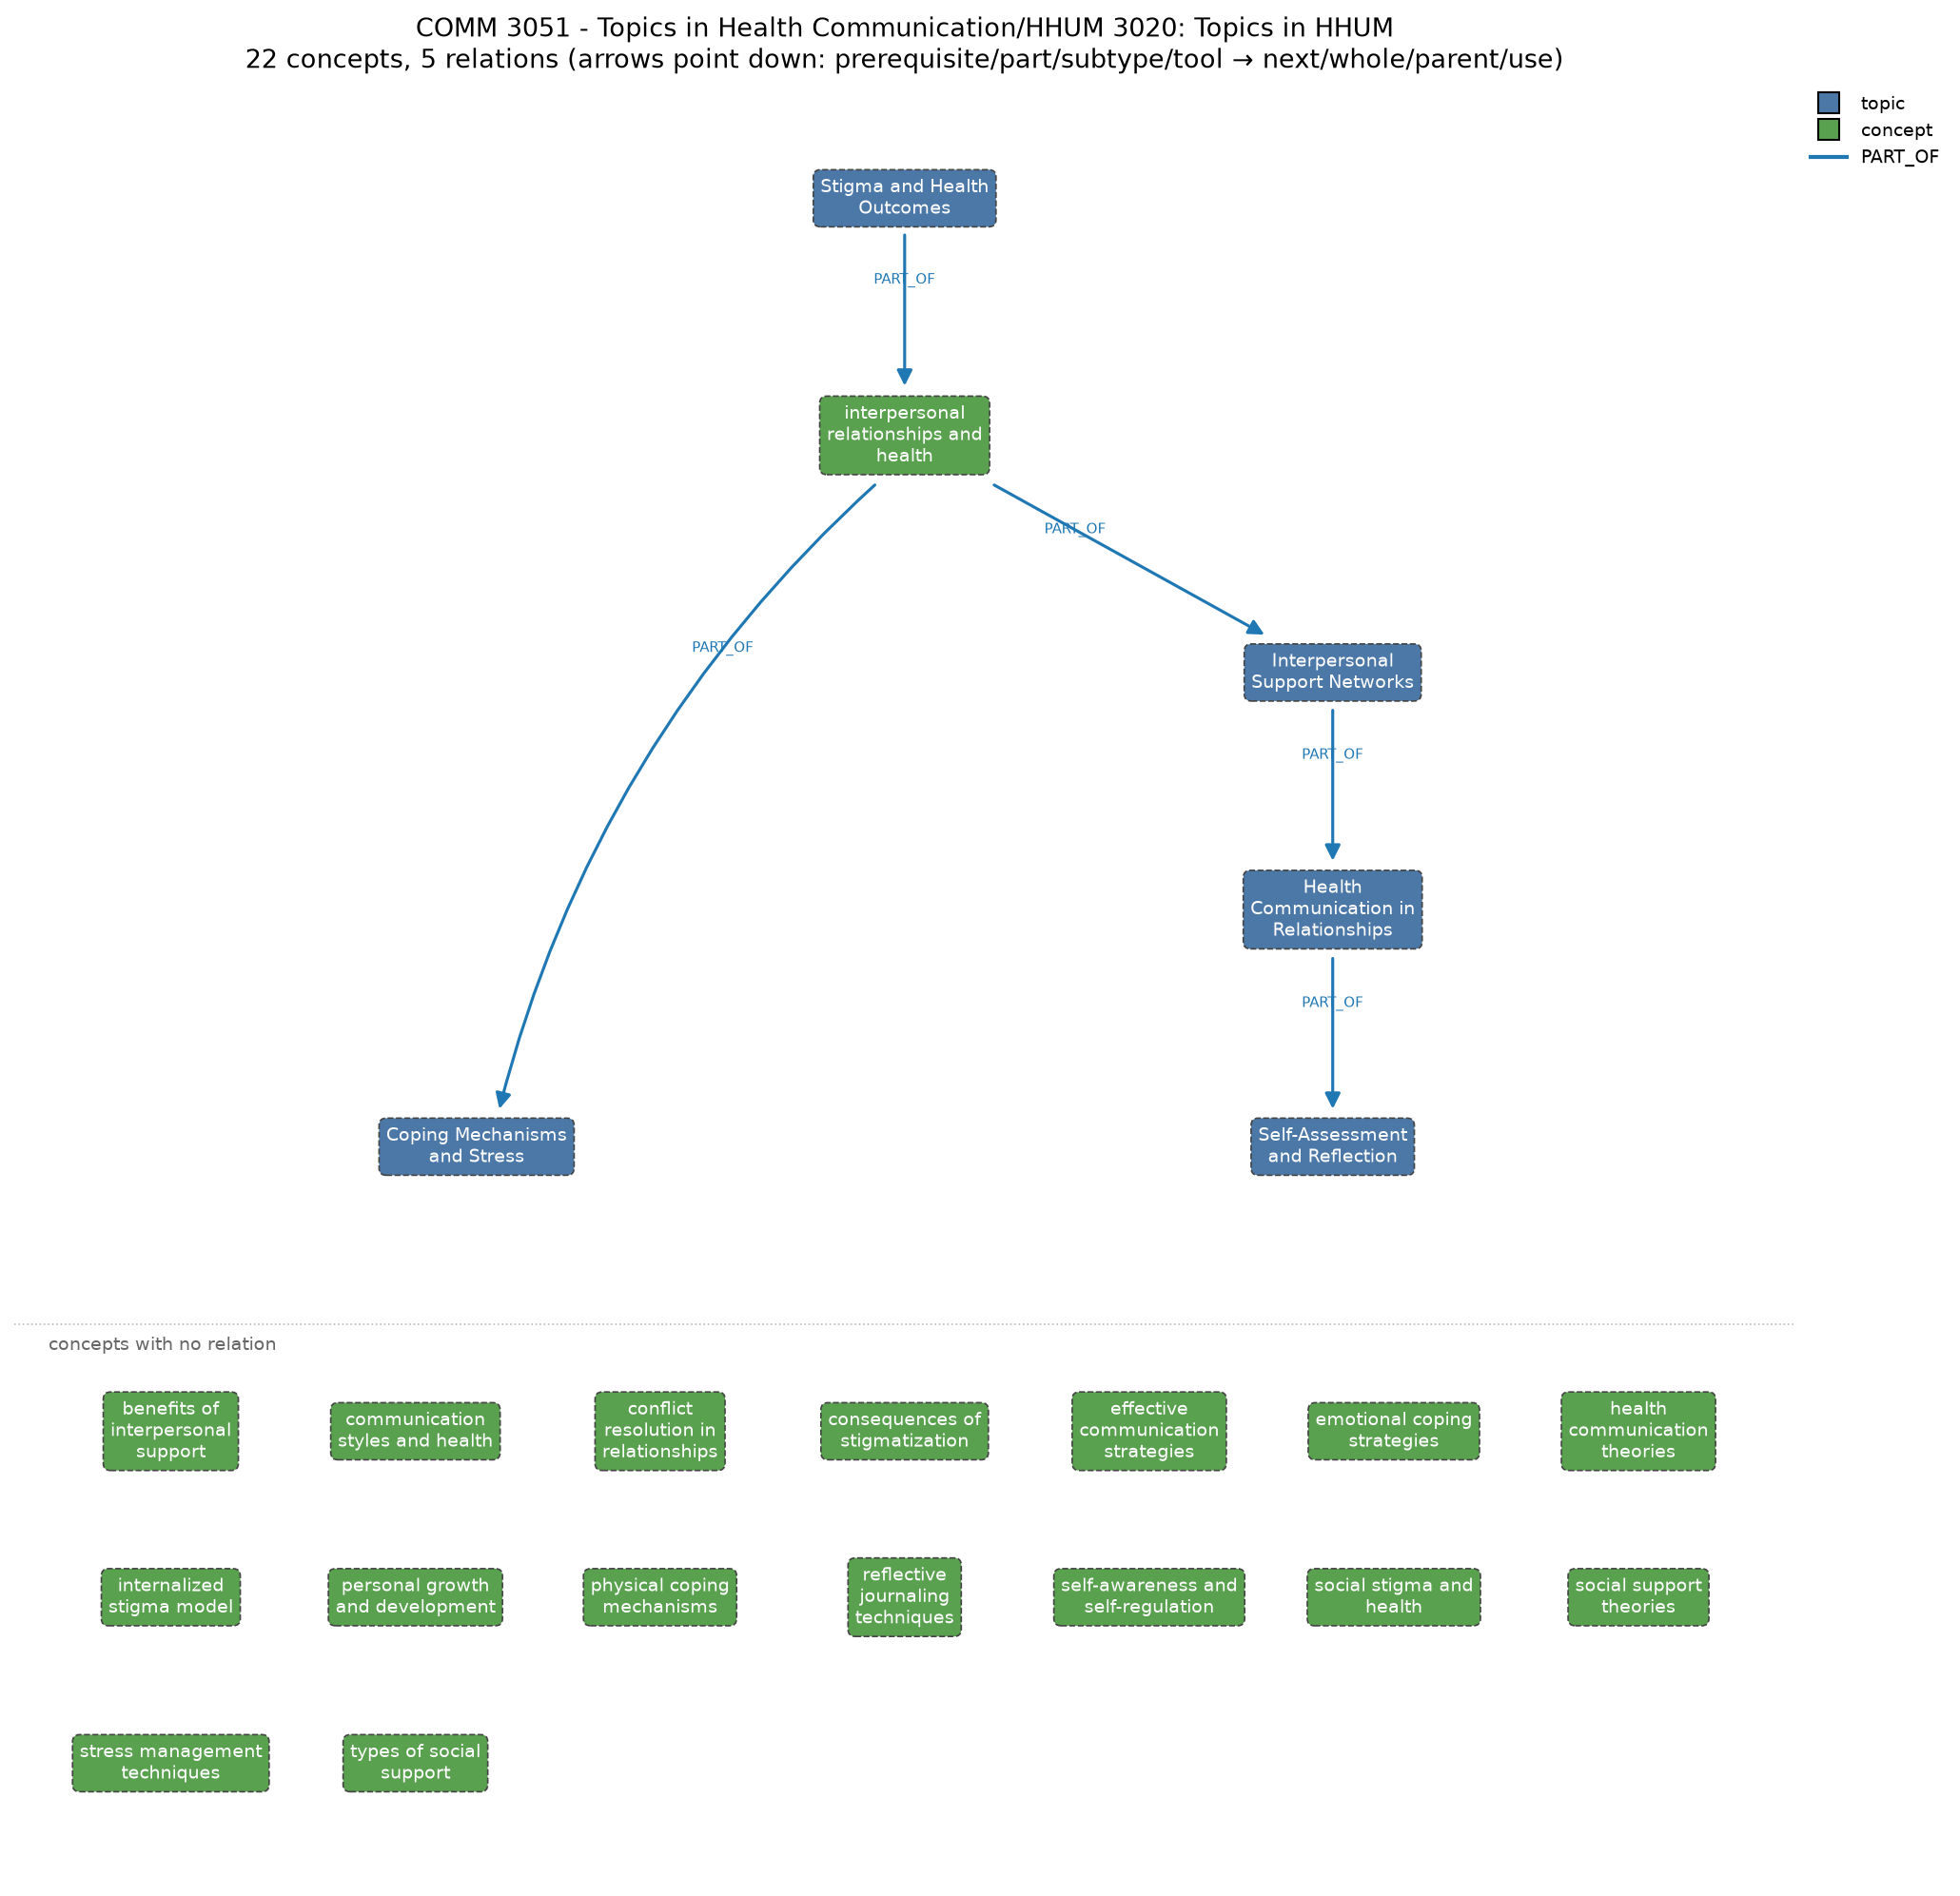 COMM 3051 - Topics in Health Communication/HHUM 3020: Topics in HHUM
22 concepts, 5 relations (arrows point down: prerequisite/part/subtype/tool → next/whole/parent/use)
topic
concept
PART_OF
Stigma and Health
Outcomes
PART_OF
interpersonal
relationships and
health
PART_OF
PART_OF
Interpersonal
Support Networks
PART_OF
Health
Communication in
Relationships
PART_OF
Coping Mechanisms
and Stress
Self-Assessment
and Reflection
concepts with no relation
benefits of
interpersonal
support
communication
styles and health
conflict
resolution in
relationships
consequences of
stigmatization
effective
communication
strategies
emotional coping
strategies
health
communication
theories
internalized
stigma model
personal growth
and development
physical coping
mechanisms
reflective
journaling
techniques
self-awareness and
self-regulation
social stigma and
health
social support
theories
stress management
techniques
types of social
support